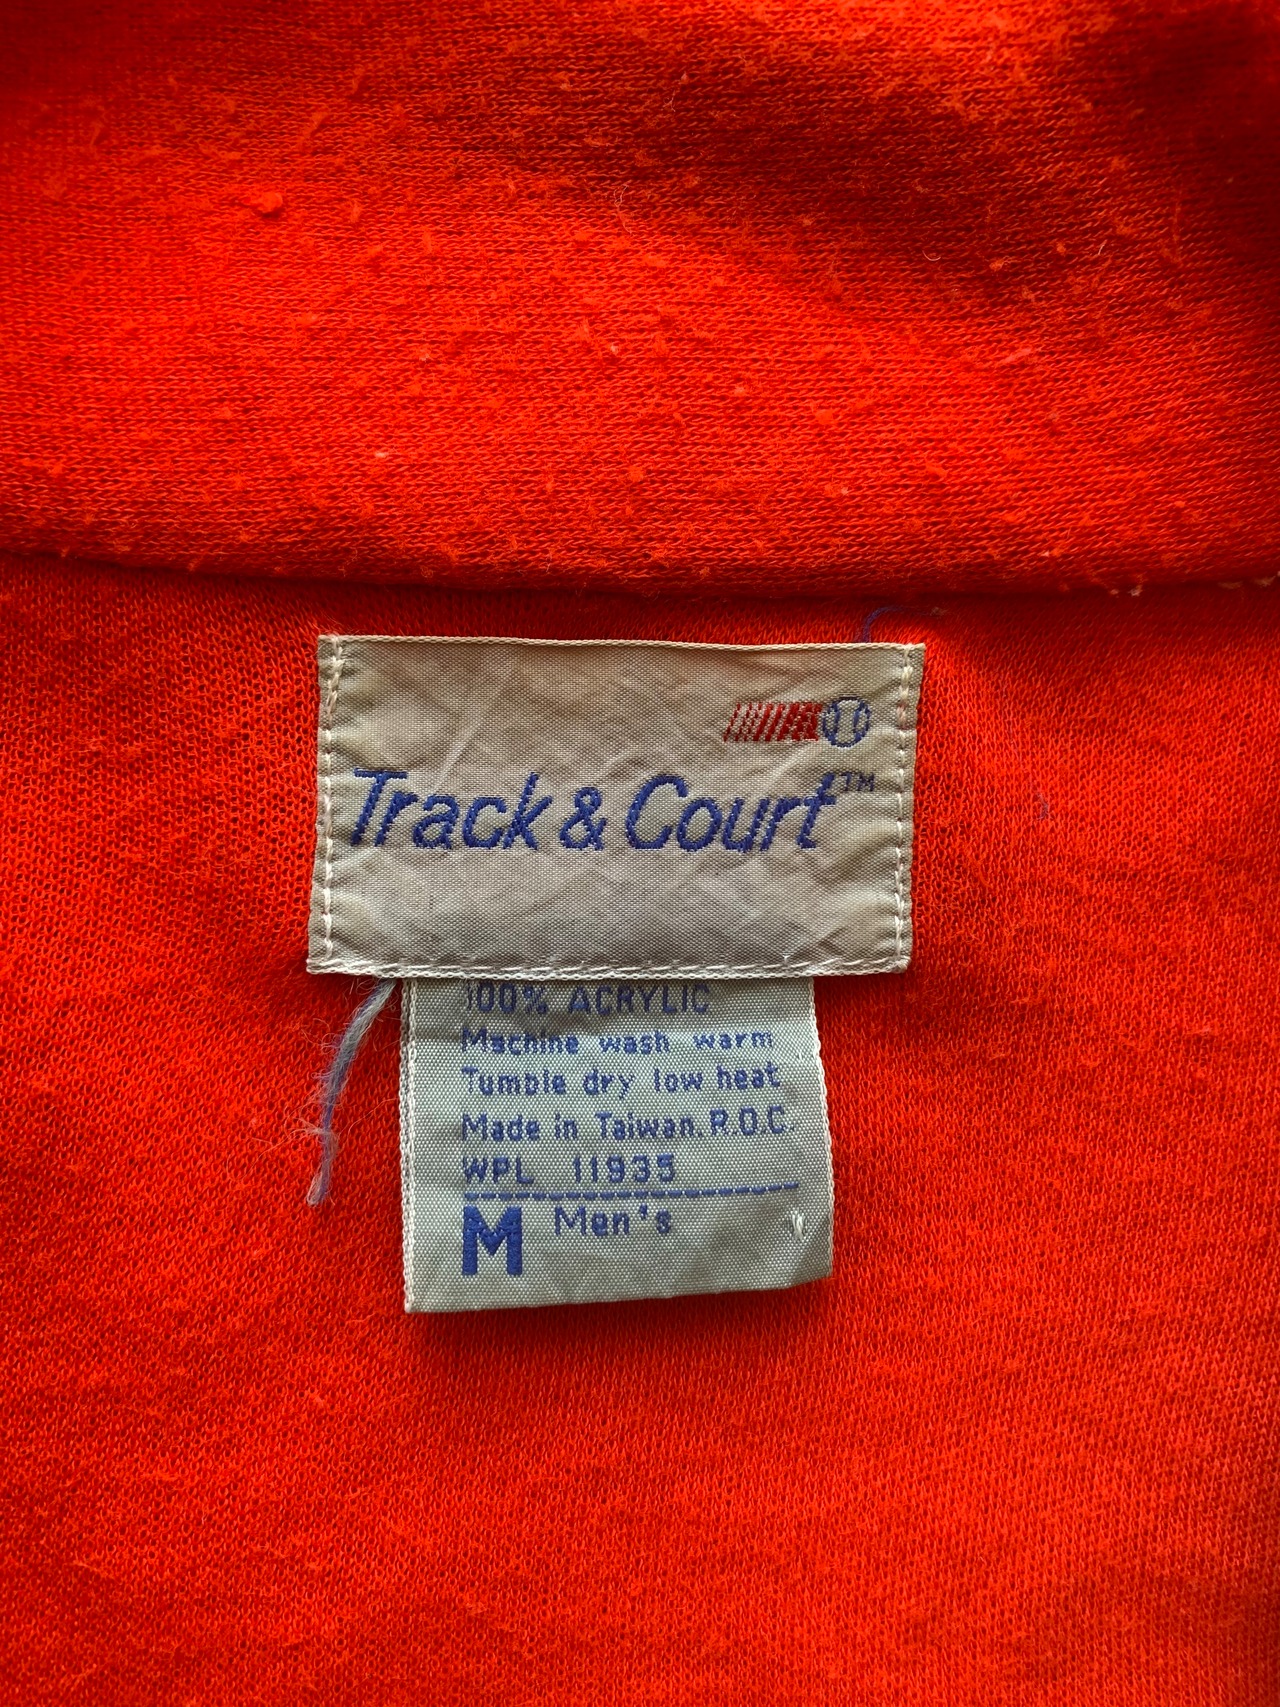 Track & Court™
100% ACRYLIC
Machine wash warm
Tumble dry low heat
Made in Taiwan. R.O.C.
WPL 11935
M Men's